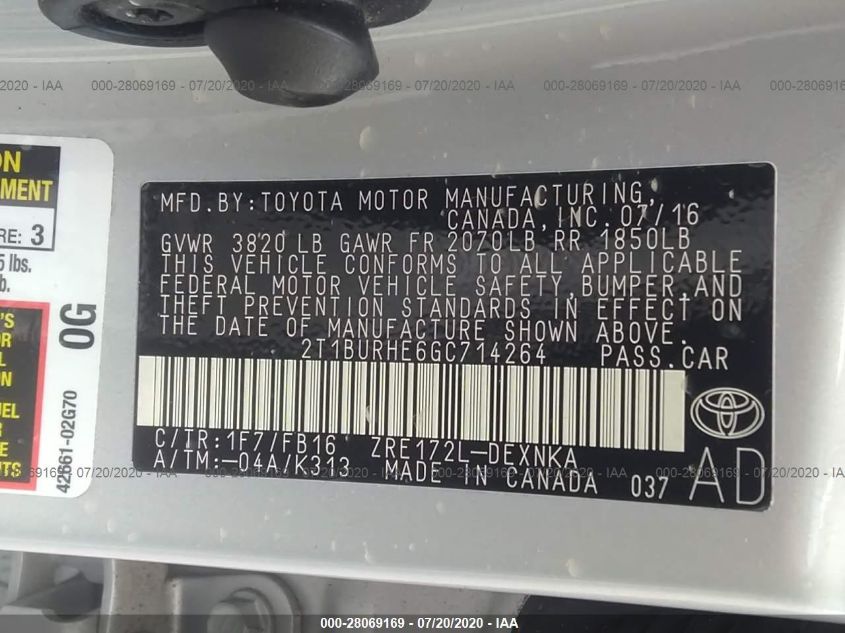 0/2020 - IAA 000-28069169 - 07/20/2020 - IAA 000-28069169 - 07/20/2020 - IAA 000-28069169 - 07/20/2020 - IAA 000-28
ON
MENT
RE: 3
5 lbs.
b.
0G
42661-02G70
MFD.BY:TOYOTA MOTOR MANUFACTURING,
CANADA,INC.07/16
GVWR 3820 LB GAWR FR 2070LB RR 1850LB
THIS VEHICLE CONFORMS TO ALL APPLICABLE
FEDERAL MOTOR VEHICLE SAFETY,BUMPER,AND
THEFT PREVENTION STANDARDS IN EFFECT ON
THE DATE OF MANUFACTURE SHOWN ABOVE.
2T1BURHE6GC714264 PASS.CAR
C/TR:1F7/FB16 ZRE172L-DEXNKA
A/TM:-04A/K313 MADE IN CANADA 037 AD
000-28069169 - 07/20/2020 - IAA